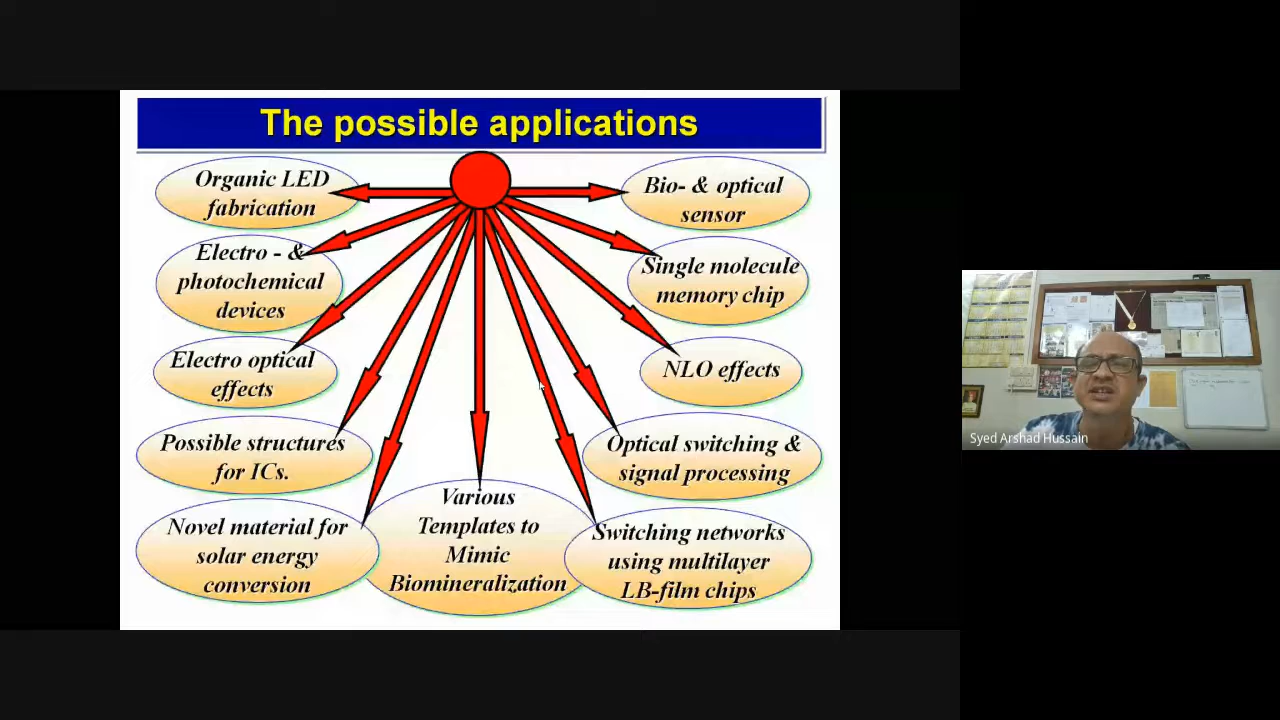 The possible applications
Organic LED
fabrication
Electro - &
photochemical
devices
Electro optical
effects
Possible structures
for ICs.
Novel material for
solar energy
conversion
Various
Templates to
Mimic
Biomineralization
Bio- & optical
sensor
Single molecule
memory chip
NLO effects
Optical switching &
signal processing
Switching networks
using multilayer
LB-film chips
Syed Arshad Hussain